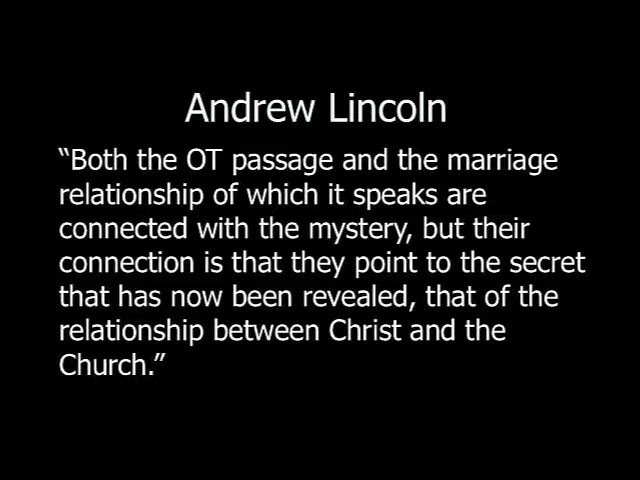 Andrew Lincoln
“Both the OT passage and the marriage
relationship of which it speaks are
connected with the mystery, but their
connection is that they point to the secret
that has now been revealed, that of the
relationship between Christ and the
Church.”